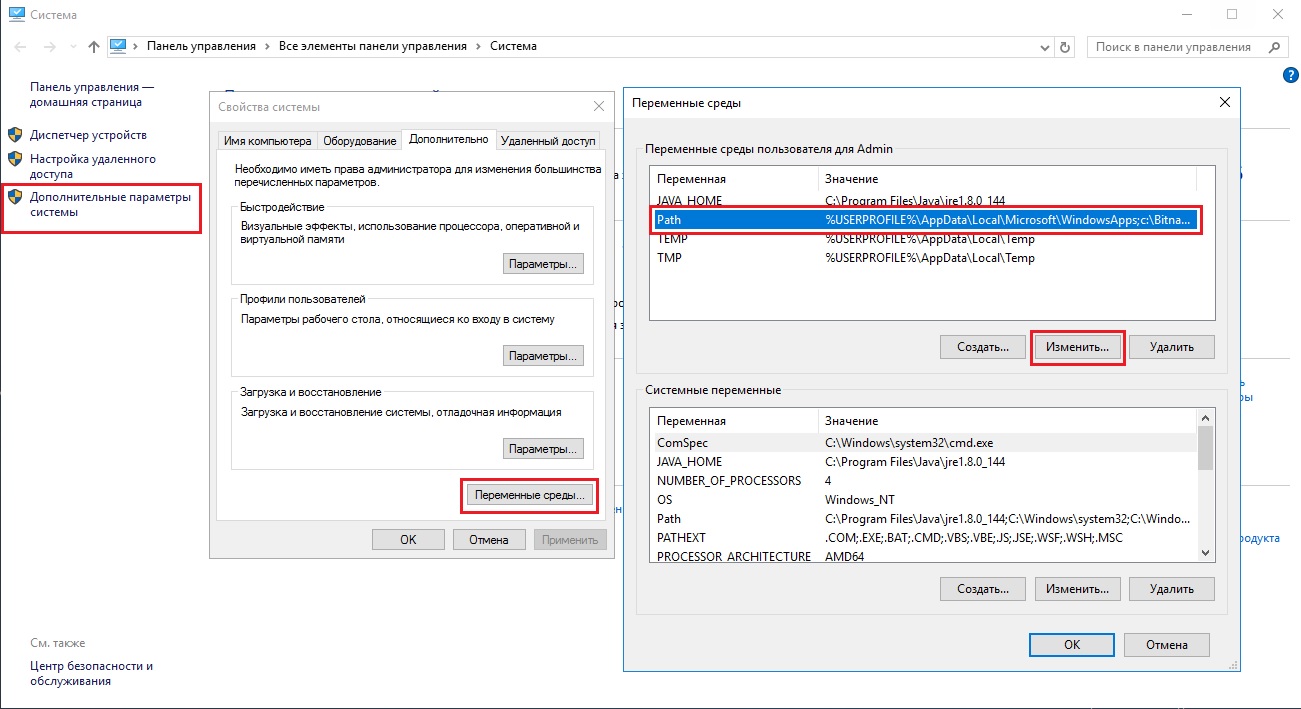 Система
Панель управления › Все элементы панели управления › Система
Поиск в панели управления
?
Панель управления —
домашняя страница
Диспетчер устройств
Настройка удаленного
доступа
Дополнительные параметры
системы
См. также
Центр безопасности и
обслуживания
Свойства системы
Имя компьютера Оборудование Дополнительно Удаленный доступ
Необходимо иметь права администратора для изменения большинства
перечисленных параметров.
Быстродействие
Визуальные эффекты, использование процессора, оперативной и
виртуальной памяти
Параметры...
Профили пользователей
Параметры рабочего стола, относящиеся ко входу в систему
Параметры...
Загрузка и восстановление
Загрузка и восстановление системы, отладочная информация
Параметры...
Переменные среды...
ОК Отмена Применить
Переменные среды
Переменные среды пользователя для Admin
Переменная Значение
JAVA_HOME C:\Program Files\Java\jre1.8.0_144
Path %USERPROFILE%\AppData\Local\Microsoft\WindowsApps;c:\Bitna...
TEMP %USERPROFILE%\AppData\Local\Temp
TMP %USERPROFILE%\AppData\Local\Temp
Создать... Изменить... Удалить
Системные переменные
Переменная Значение
ComSpec C:\Windows\system32\cmd.exe
JAVA_HOME C:\Program Files\Java\jre1.8.0_144
NUMBER_OF_PROCESSORS 4
OS Windows_NT
Path C:\Program Files\Java\jre1.8.0_144;C:\Windows\system32;C:\Windo...
PATHEXT .COM;.EXE;.BAT;.CMD;.VBS;.VBE;.JS;.JSE;.WSF;.WSH;.MSC
PROCESSOR_ARCHITECTURE AMD64
Создать... Изменить... Удалить
ОК Отмена